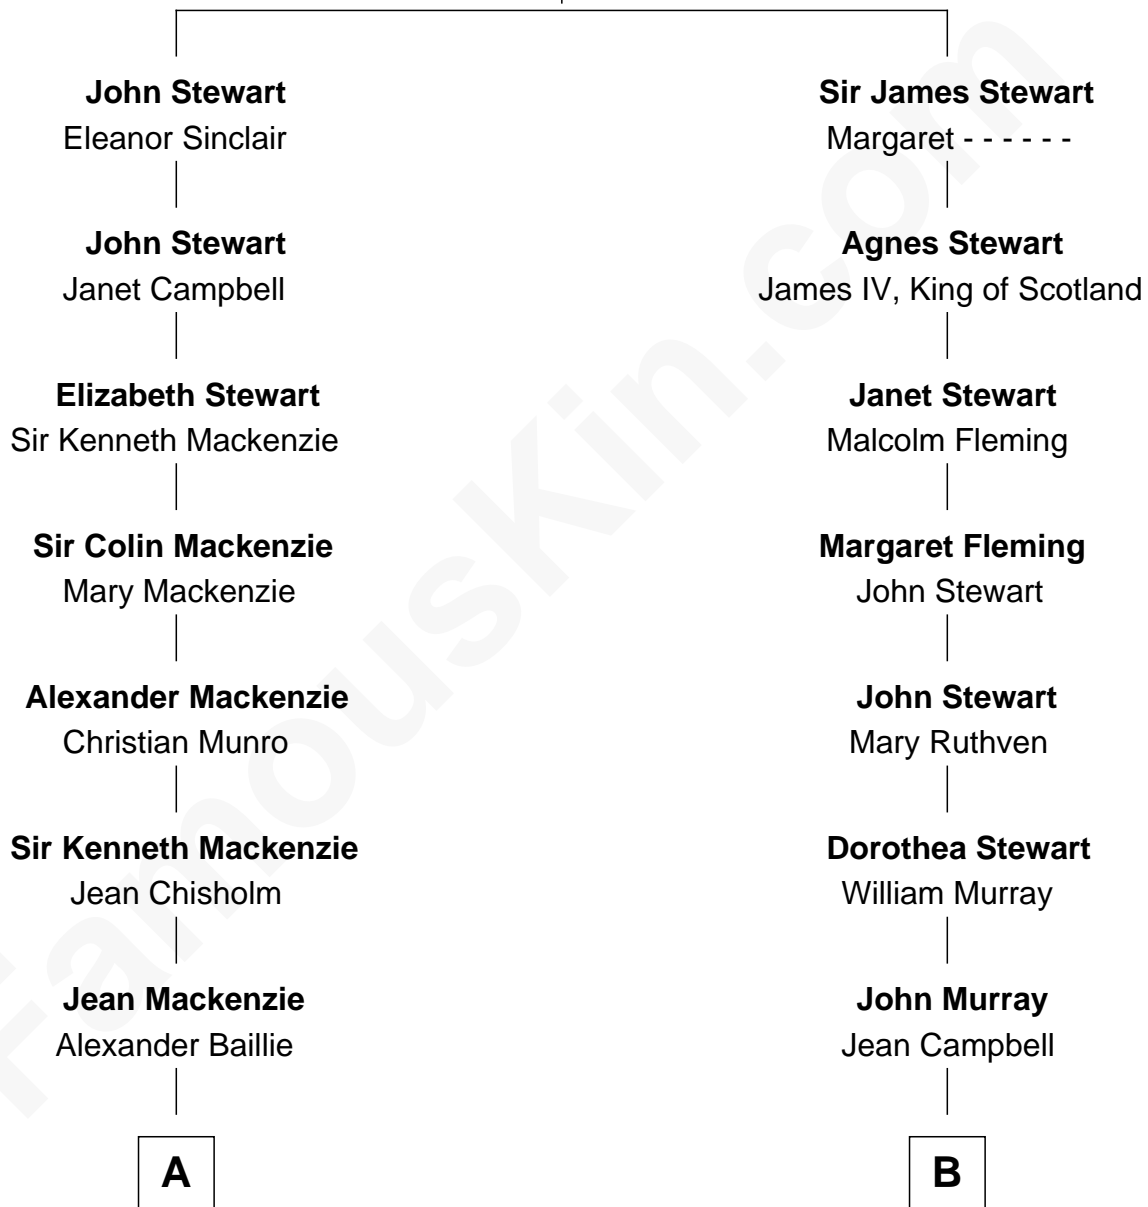 John Stewart
Eleanor Sinclair
John Stewart
Janet Campbell
Elizabeth Stewart
Sir Kenneth Mackenzie
Sir Colin Mackenzie
Mary Mackenzie
Alexander Mackenzie
Christian Munro
Sir Kenneth Mackenzie
Jean Chisholm
Jean Mackenzie
Alexander Baillie
A
Sir James Stewart
Margaret - - - - - -
Agnes Stewart
James IV, King of Scotland
Janet Stewart
Malcolm Fleming
Margaret Fleming
John Stewart
John Stewart
Mary Ruthven
Dorothea Stewart
William Murray
John Murray
Jean Campbell
B
FamousKin.com